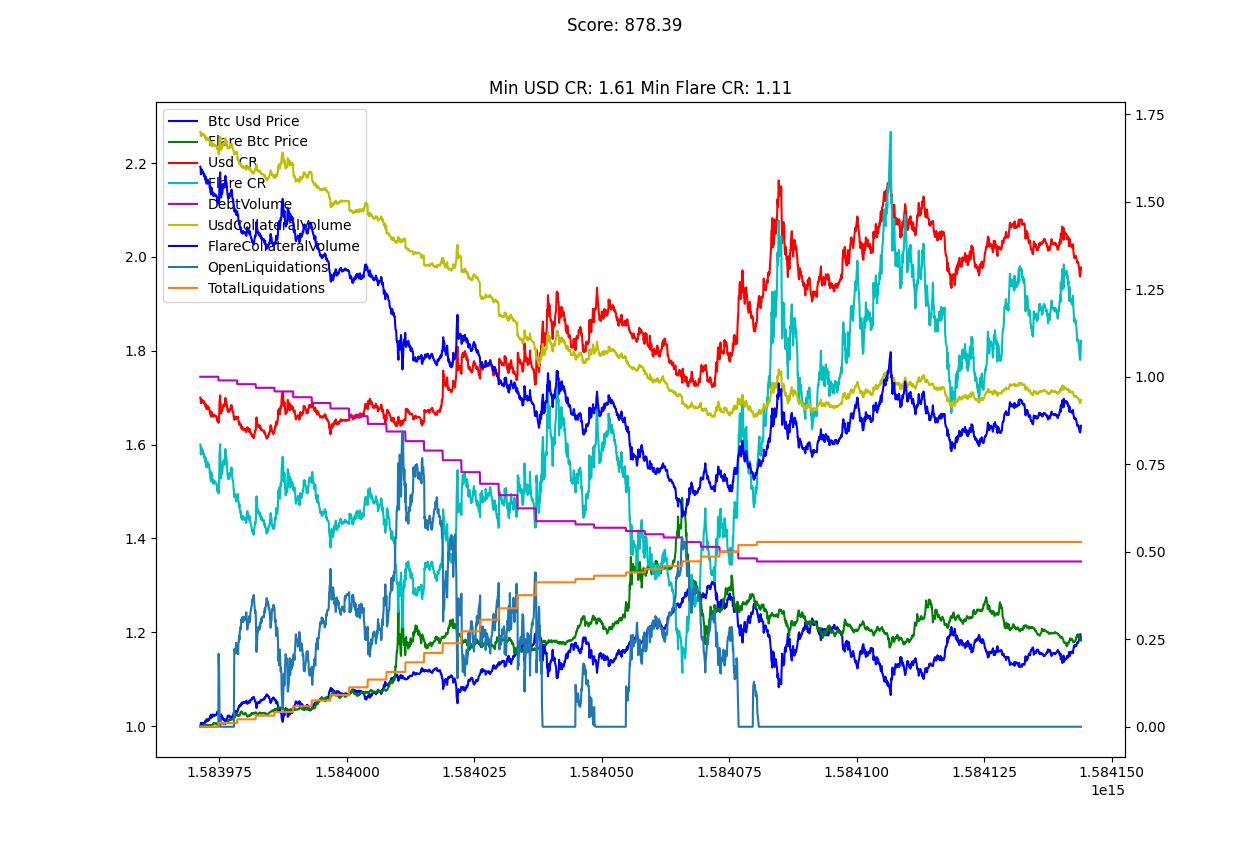 Score: 878.39
Min USD CR: 1.61 Min Flare CR: 1.11
Btc Usd Price
Flare Btc Price
Usd CR
Flare CR
DebtVolume
UsdCollateralVolume
FlareCollateralVolume
OpenLiquidations
TotalLiquidations
2.2
2.0
1.8
1.6
1.4
1.2
1.0
1.75
1.50
1.25
1.00
0.75
0.50
0.25
0.00
1.583975 1.584000 1.584025 1.584050 1.584075 1.584100 1.584125 1.584150
1e15